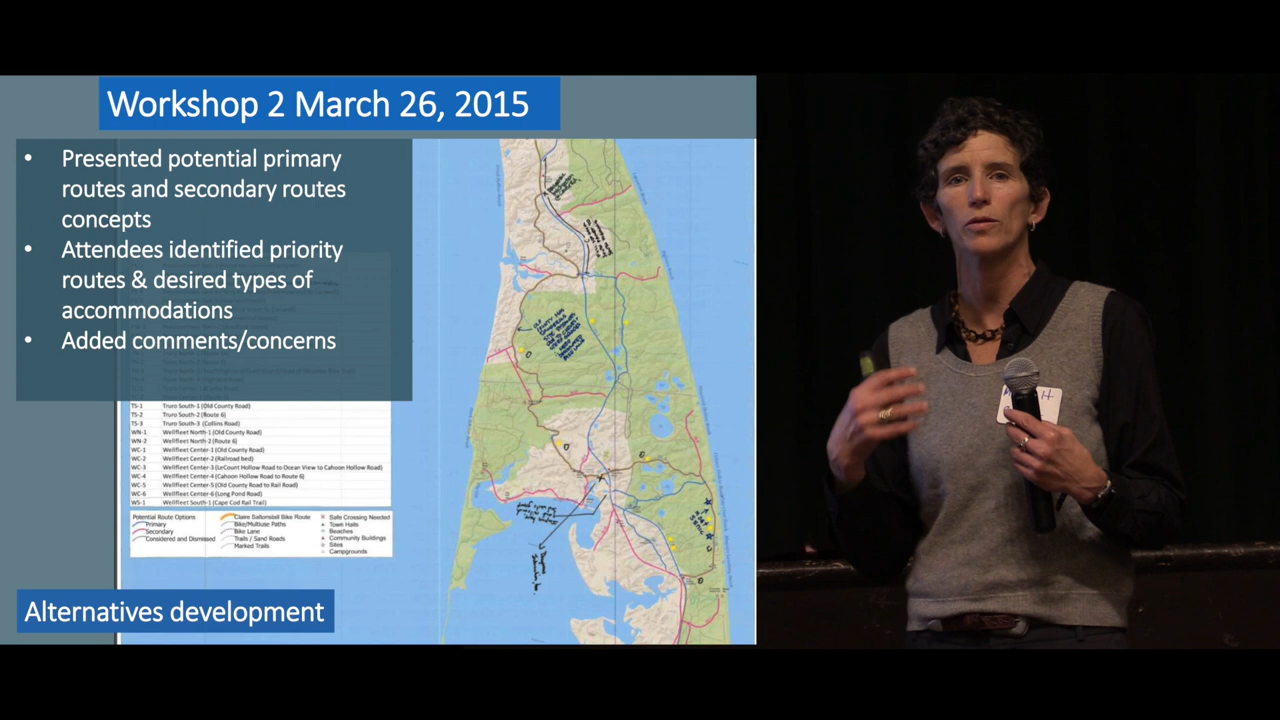 Workshop 2 March 26, 2015
• Presented potential primary
routes and secondary routes
concepts
• Attendees identified priority
routes & desired types of
accommodations
• Added comments/concerns
TS-1 Truro South-1 (Old County Road)
TS-2 Truro South-2 (Route 6)
TS-3 Truro South-3 (Collins Road)
WN-1 Wellfleet North-1 (Old County Road)
WN-2 Wellfleet North-2 (Route 6)
WC-1 Wellfleet Center-1 (Old County Road)
WC-2 Wellfleet Center-2 (Railroad bed)
WC-3 Wellfleet Center-3 (LeCount Hollow Road to Ocean View to Cahoon Hollow Road)
WC-4 Wellfleet Center-4 (Cahoon Hollow Road to Route 6)
WC-5 Wellfleet Center-5 (Old County Road to Rail Road)
WC-6 Wellfleet Center-6 (Long Pond Road)
WS-1 Wellfleet South-1 (Cape Cod Rail Trail)
Potential Route Options
Primary
Secondary
Considered and Dismissed
Claire Saltonstall Bike Route
Bike/Multiuse Paths
Bike Lane
Trails / Sand Roads
Marked Trails
Safe Crossing Needed
Town Halls
Beaches
Community Buildings
Sites
Campgrounds
Alternatives development